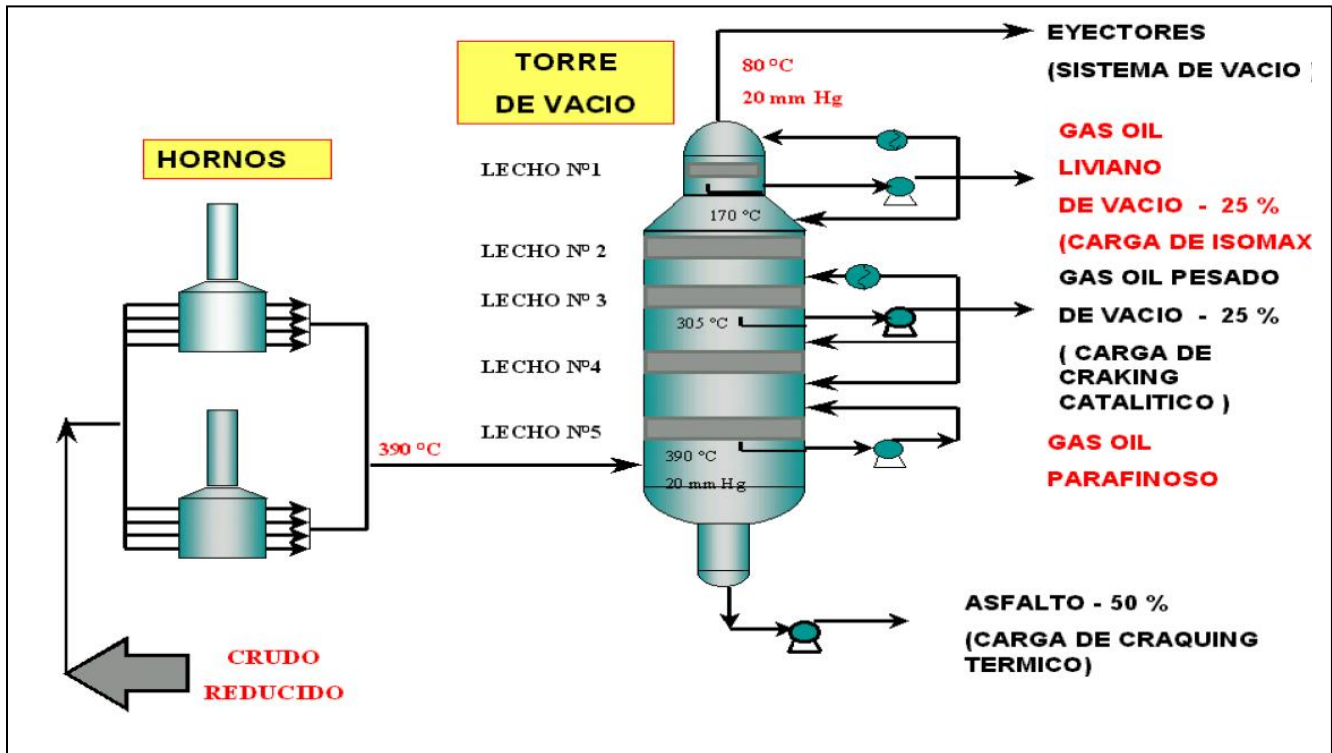 TORRE
DE VACIO
HORNOS
80 °C
20 mm Hg
EYECTORES
(SISTEMA DE VACIO
LECHO Nº1
170 °C
GAS OIL
LIVIANO
DE VACIO - 25 %
(CARGA DE ISOMAX
LECHO Nº 2
LECHO Nº 3
305 °C
GAS OIL PESADO
DE VACIO - 25 %
( CARGA DE
CRAKING
CATALITICO )
LECHO Nº4
LECHO Nº5
390 °C
390 °C
20 mm Hg
GAS OIL
PARAFINOSO
ASFALTO - 50 %
(CARGA DE CRAQUING
TERMICO)
CRUDO
REDUCIDO